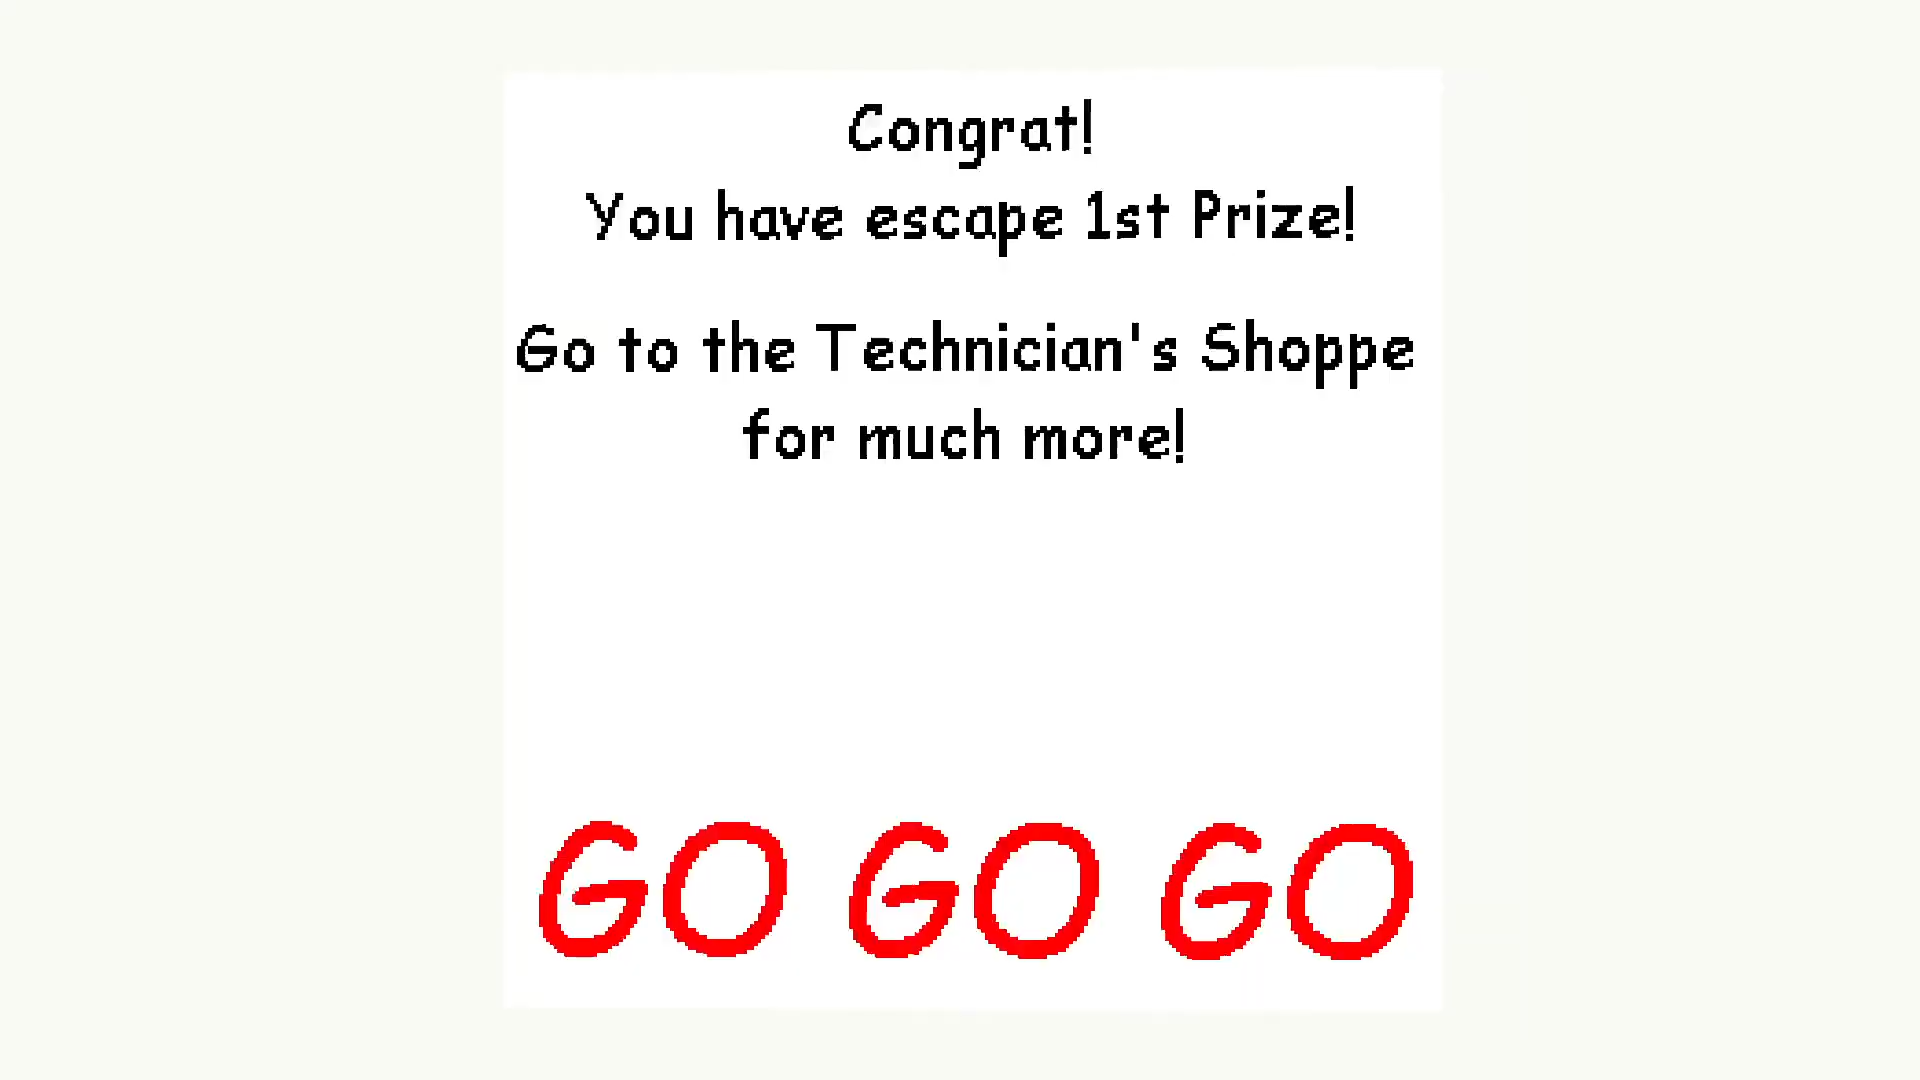 Congrat!
You have escape 1st Prize!
Go to the Technician's Shoppe
for much more!
GO GO GO